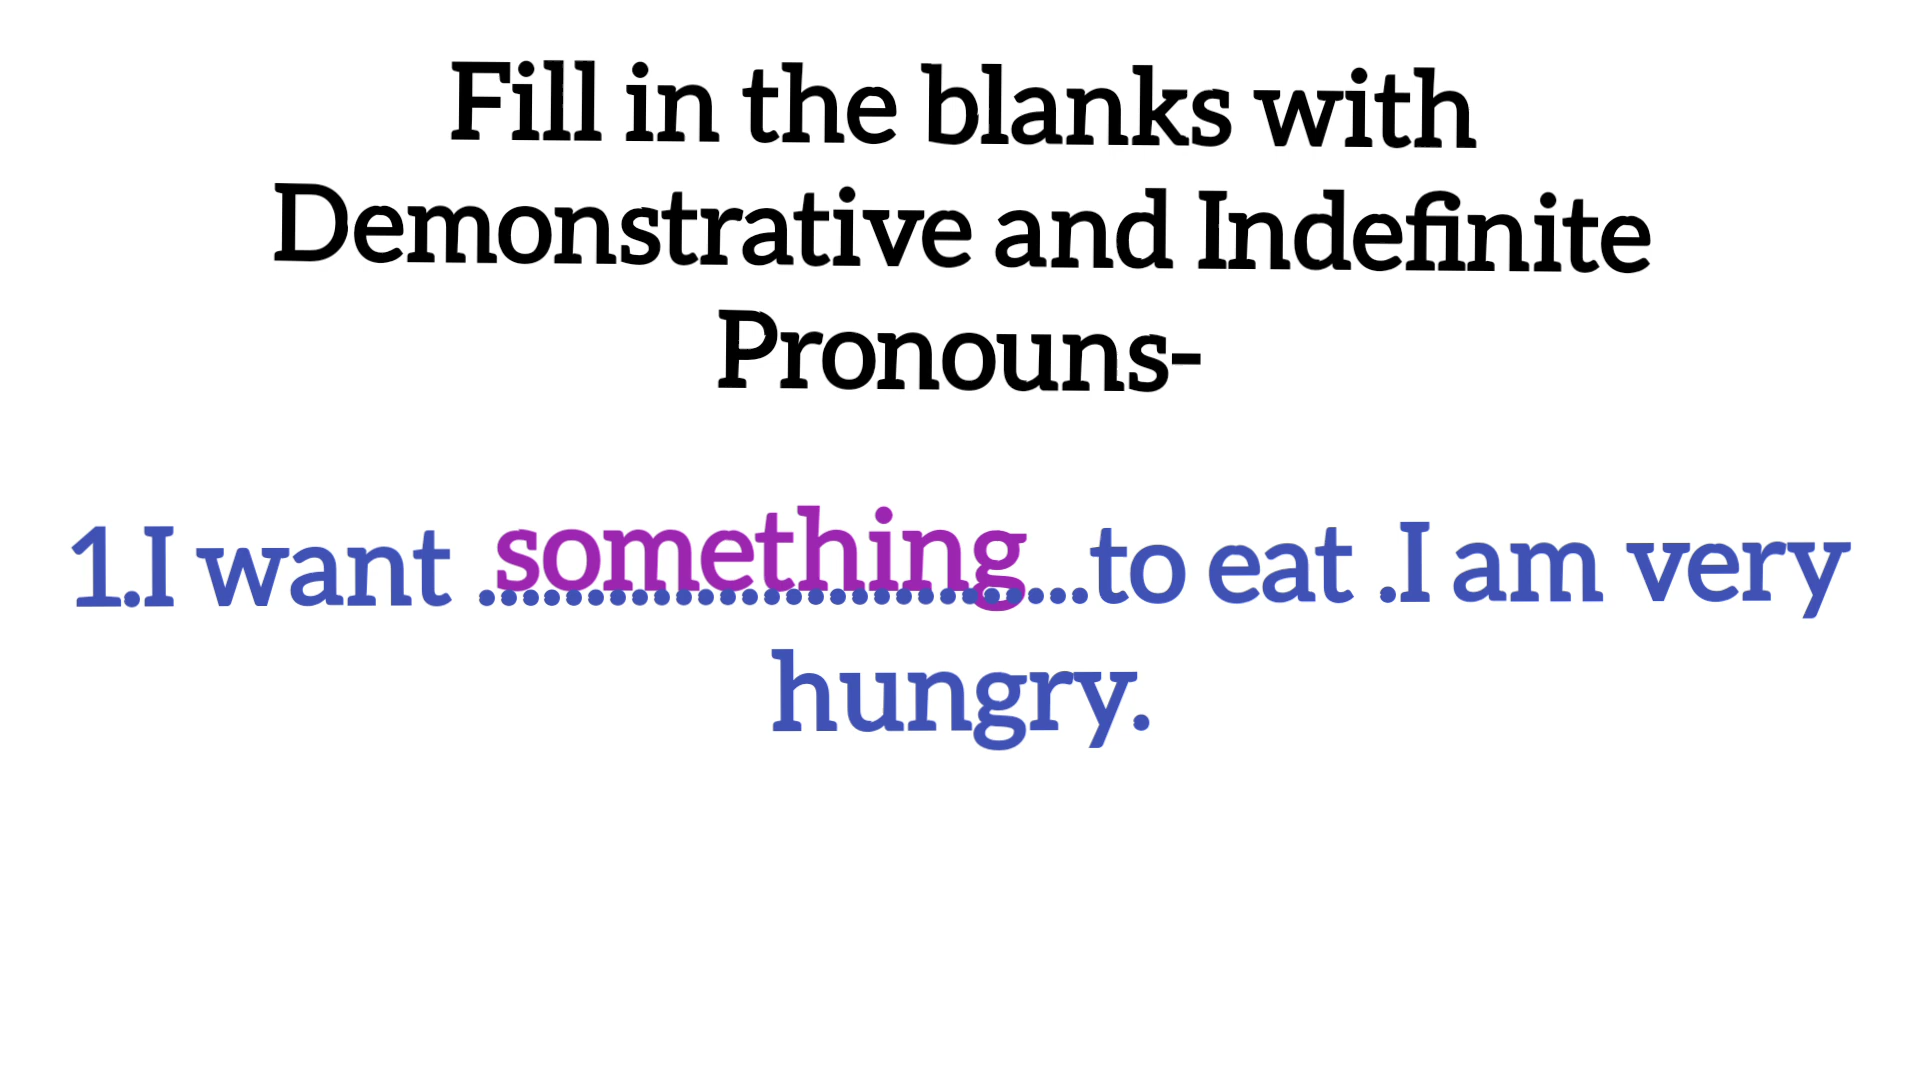 Fill in the blanks with
Demonstrative and Indefinite
Pronouns-
1.I want .something...to eat .I am very
hungry.